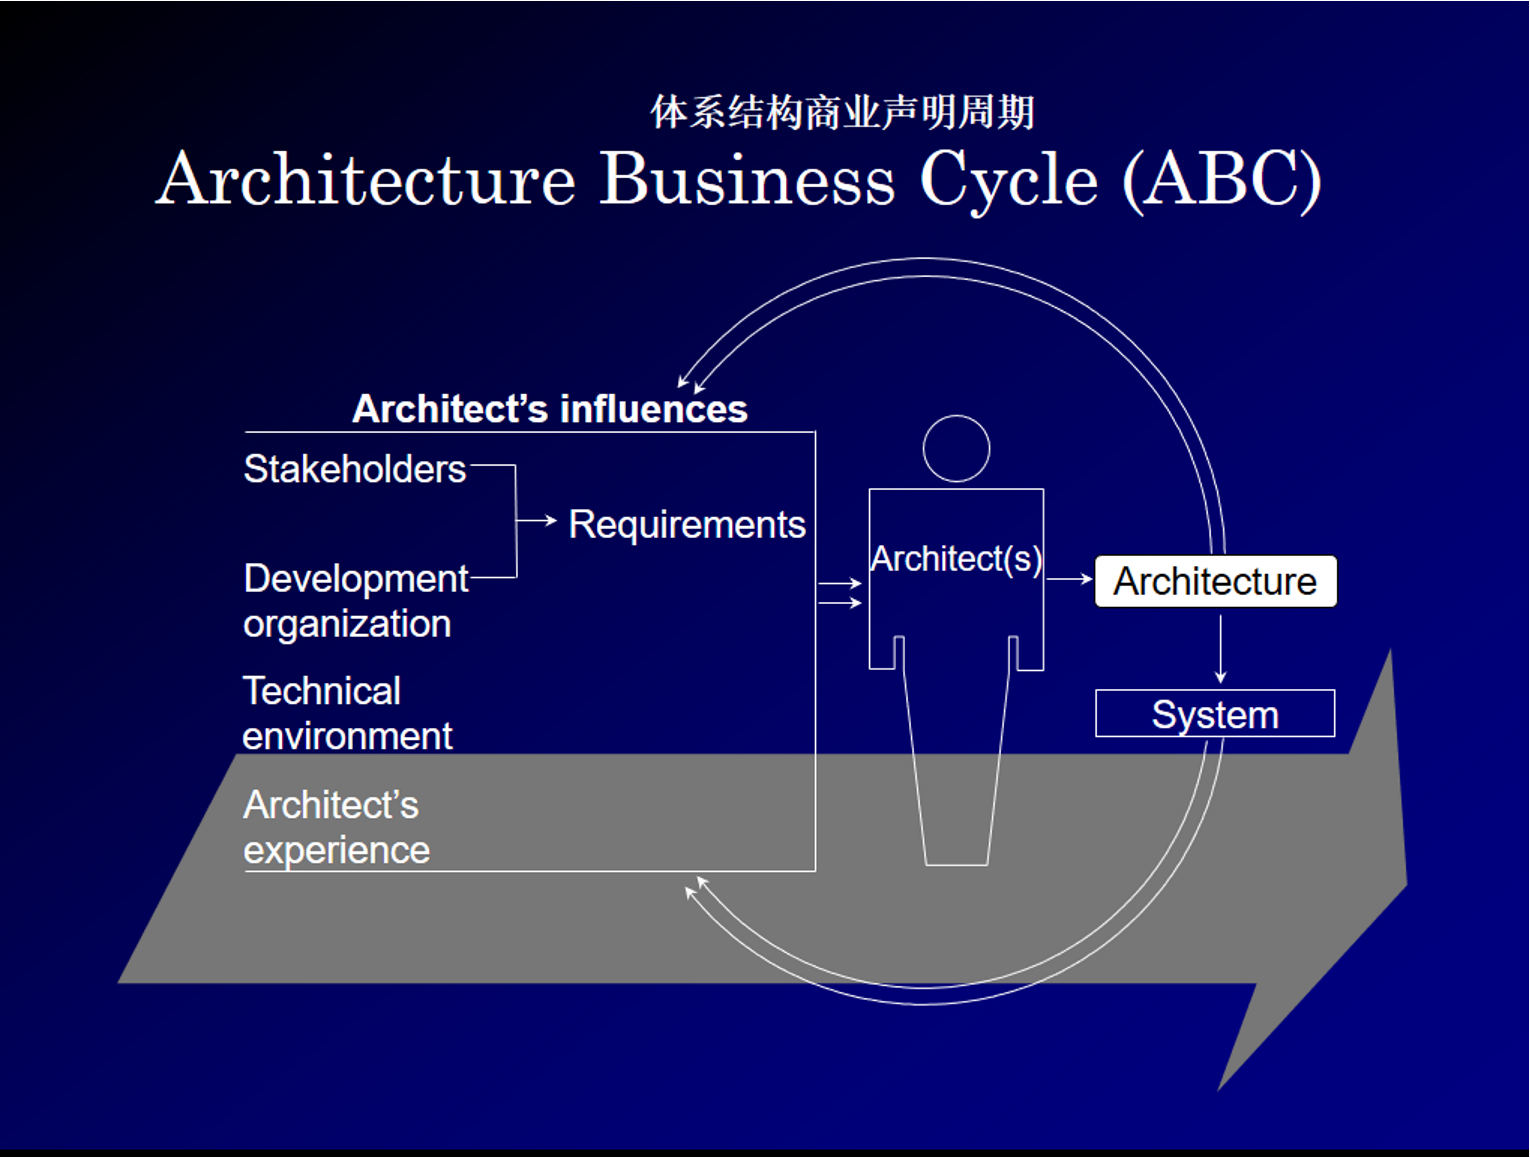 体系结构商业声明周期
Architecture Business Cycle (ABC)
Architect’s influences
Stakeholders
Requirements
Development
organization
Technical
environment
Architect’s
experience
Architect(s)
Architecture
System